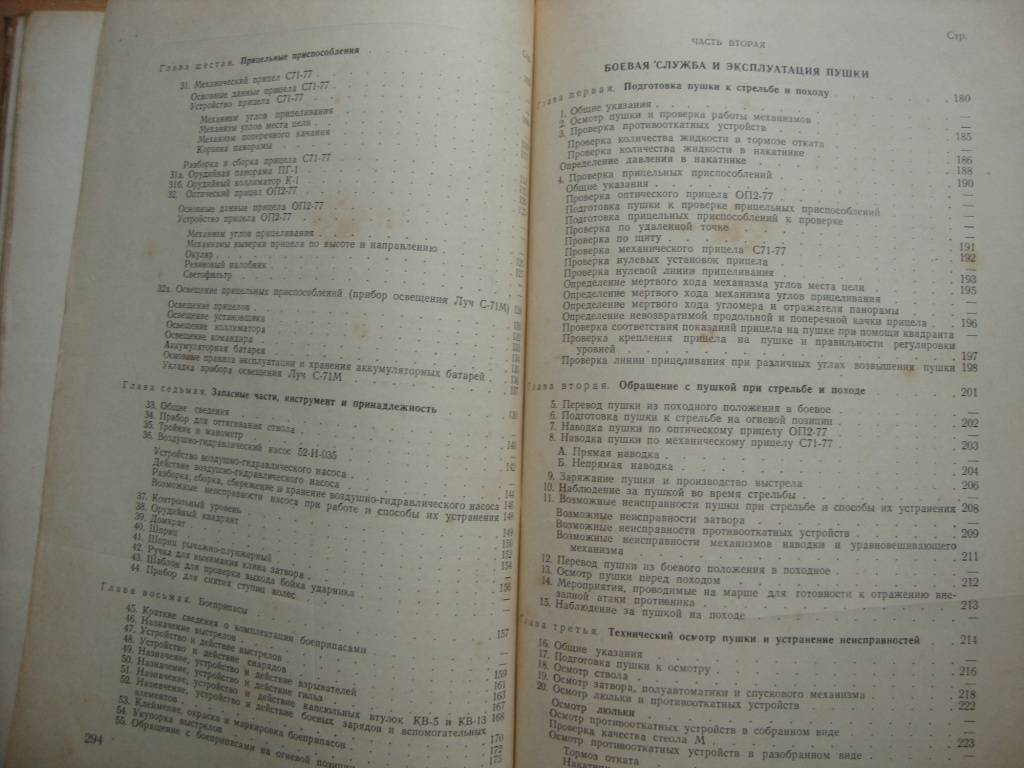 Глава шестая. Прицельные приспособления
31. Механический прицел С71-77
Основные данные прицела С71-77
Устройство прицела С71-77
Механизм углов прицеливания
Механизм углов места цели
Механизм поперечного качания
Корзина панорамы
Разборка и сборка прицела С71-77
31а. Орудийная панорама ПГ-1
31б. Орудийный коллиматор К-1
32. Оптический прицел ОП2-77
Основные данные прицела ОП2-77
Устройство прицела ОП2-77
Механизм углов прицеливания
Механизмы выверки прицела по высоте и направлению
Окуляр
Резиновый налобник
Светофильтр
32а. Освещение прицельных приспособлений (прибор освещения Луч С-71М)
Освещение прицелов
Освещение установщика
Освещение коллиматора
Освещение командира
Аккумуляторная батарея
Основные правила эксплуатации и хранения аккумуляторных батарей
Укладка прибора освещения Луч С-71М
Глава седьмая. Запасные части, инструмент и принадлежность
33. Общие сведения
34. Прибор для оттягивания ствола
35. Тройник и манометр
36. Воздушно-гидравлический насос 52-И-035
Устройство воздушно-гидравлического насоса
Действие воздушно-гидравлического насоса
Разборка, сборка, сбережение и хранение воздушно-гидравлического насоса
Возможные неисправности насоса при работе и способы их устранения
37. Контрольный уровень
38. Орудийный квадрант
39. Домкрат
40. Шприц
41. Шприц рычажно-плунжерный
42. Ручка для вынимания клина затвора
43. Шаблон для проверки выхода бойка ударника
44. Прибор для снятия ступиц колес
Глава восьмая. Боеприпасы
45. Краткие сведения о комплектации боеприпасами 157
46. Назначение выстрелов
47. Устройство и действие выстрелов
48. Устройство и действие снарядов 159
49. Назначение, устройство и действие взрывателей 161
50. Назначение, устройство и действие гильз 163
51. Назначение, устройство и действие капсюльных втулок КВ-5 и КВ-13 167
52. Назначение, устройство и действие боевых зарядов и вспомогательных 168
элементов
53. Клеймение, окраска и маркировка боеприпасов 170
54. Укупорка выстрелов 172
55. Обращение с боеприпасами на огневой позиции 175
294
Стр.
ЧАСТЬ ВТОРАЯ
БОЕВАЯ СЛУЖБА И ЭКСПЛУАТАЦИЯ ПУШКИ
Глава первая. Подготовка пушки к стрельбе и походу 180
1. Общие указания —
2. Осмотр пушки и проверка работы механизмов —
3. Проверка противооткатных устройств 185
Проверка количества жидкости в тормозе отката —
Проверка количества жидкости в накатнике 186
Определение давления в накатнике 188
4. Проверка прицельных приспособлений 190
Общие указания —
Проверка оптического прицела ОП2-77 —
Подготовка пушки к проверке прицельных приспособлений —
Подготовка прицельных приспособлений к проверке —
Проверка по удаленной точке —
Проверка по щиту 191
Проверка механического прицела С71-77 192
Проверка нулевых установок прицела —
Проверка нулевой линии прицеливания 193
Определение мертвого хода механизма углов места цели 195
Определение мертвого хода механизма углов прицеливания —
Определение мертвого хода угломера и отражателя панорамы —
Определение невозвратимой продольной и поперечной качки прицела 196
Проверка соответствия показаний прицела на пушке при помощи квадранта —
Проверка крепления прицела на пушке и правильности регулировки
уровней 197
Проверка линии прицеливания при различных углах возвышения пушки 198
Глава вторая. Обращение с пушкой при стрельбе и походе 201
5. Перевод пушки из походного положения в боевое —
6. Подготовка пушки к стрельбе на огневой позиции 202
7. Наводка пушки по оптическому прицелу ОП2-77 —
8. Наводка пушки по механическому прицелу С71-77 203
А. Прямая наводка —
Б. Непрямая наводка 204
9. Заряжание пушки и производство выстрела 206
10. Наблюдение за пушкой во время стрельбы —
11. Возможные неисправности пушки при стрельбе и способы их устранения 208
Возможные неисправности затвора —
Возможные неисправности противооткатных устройств 209
Возможные неисправности механизмов наводки и уравновешивающего
механизма 211
12. Перевод пушки из боевого положения в походное —
13. Осмотр пушки перед походом 212
14. Мероприятия, проводимые на марше для готовности к отражению вне-
запной атаки противника 213
15. Наблюдение за пушкой на походе —
Глава третья. Технический осмотр пушки и устранение неисправностей 214
16. Общие указания —
17. Подготовка пушки к осмотру 216
18. Осмотр ствола —
19. Осмотр затвора, полуавтоматики и спускового механизма 218
20. Осмотр люльки и противооткатных устройств 222
Осмотр люльки —
Осмотр противооткатных устройств в собранном виде —
Проверка качества стеола М 223
Осмотр противооткатных устройств в разобранном виде —
Тормоз отката